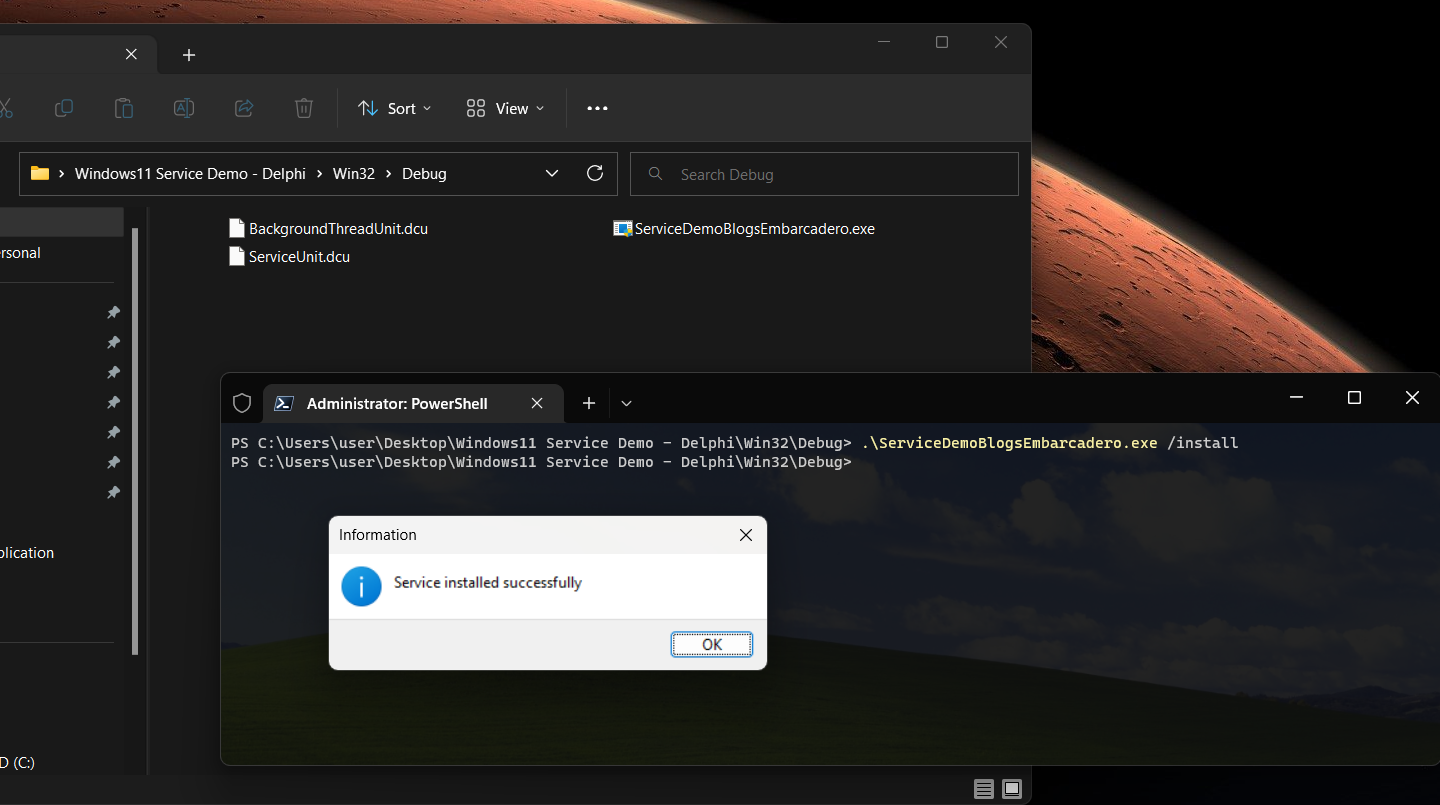 Sort
View
Windows11 Service Demo - Delphi
Win32
Debug
Search Debug
BackgroundThreadUnit.dcu
ServiceDemoBlogsEmbarcadero.exe
ersonal
ServiceUnit.dcu
Administrator: PowerShell
PS C:\Users\user\Desktop\Windows11 Service Demo - Delphi\Win32\Debug> .\ServiceDemoBlogsEmbarcadero.exe /install
PS C:\Users\user\Desktop\Windows11 Service Demo - Delphi\Win32\Debug>
Information
Service installed successfully
OK
plication
D (C:)